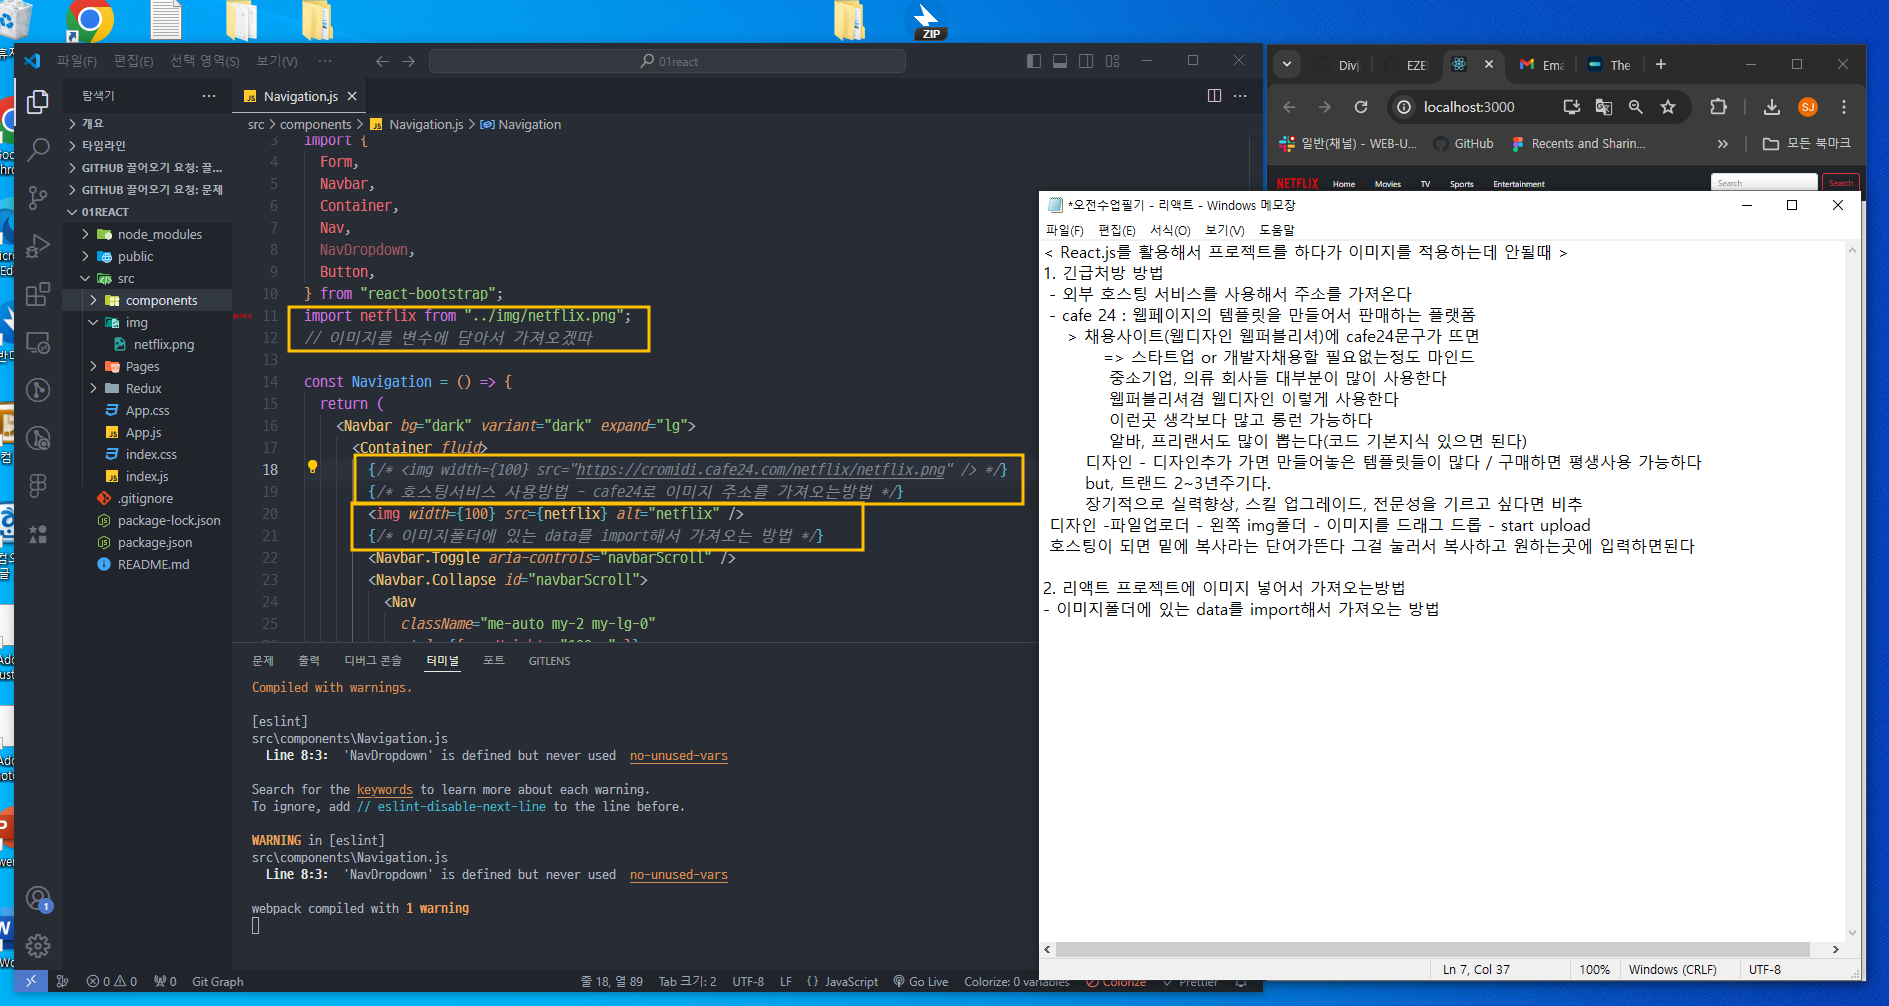 ZIP
파일(F) 편집(E) 선택 영역(S) 보기(V) ···
01react
탐색기
개요
타임라인
GITHUB 끌어오기 요청: 끌...
GITHUB 끌어오기 요청: 문제
01REACT
node_modules
public
src
components
img
netflix.png
Pages
Redux
App.css
App.js
index.css
index.js
.gitignore
package-lock.json
package.json
README.md
Navigation.js
src > components > Navigation.js > Navigation
3 import {
4 Form,
5 Navbar,
6 Container,
7 Nav,
8 NavDropdown,
9 Button,
10 } from "react-bootstrap";
11 import netflix from "../img/netflix.png";
12 // 이미지를 변수에 담아서 가져오겠따
13
14 const Navigation = () => {
15 return (
16 <Navbar bg="dark" variant="dark" expand="lg">
17 <Container fluid>
18 {/* <img width={100} src="https://cromidi.cafe24.com/netflix/netflix.png" /> */}
19 {/* 호스팅서비스 사용방법 - cafe24로 이미지 주소를 가져오는방법 */}
20 <img width={100} src={netflix} alt="netflix" />
21 {/* 이미지폴더에 있는 data를 import해서 가져오는 방법 */}
22 <Navbar.Toggle aria-controls="navbarScroll" />
23 <Navbar.Collapse id="navbarScroll">
24 <Nav
25 className="me-auto my-2 my-lg-0"
문제 출력 디버그 콘솔 터미널 포트 GITLENS
Compiled with warnings.
[eslint]
src\components\Navigation.js
Line 8:3: 'NavDropdown' is defined but never used no-unused-vars
Search for the keywords to learn more about each warning.
To ignore, add // eslint-disable-next-line to the line before.
WARNING in [eslint]
src\components\Navigation.js
Line 8:3: 'NavDropdown' is defined but never used no-unused-vars
webpack compiled with 1 warning
0 0 0 Git Graph
줄 18, 열 89 Tab 크기: 2 UTF-8 LF {} JavaScript Go Live Colorize: 0 variables Colorize Prettier
Divj EZE Ema The
localhost:3000 SJ
일반(채널) - WEB-U... GitHub Recents and Sharin... » 모든 북마크
NETFLIX Home Movies TV Sports Entertainment Search Search
*오전수업필기 - 리액트 - Windows 메모장
파일(F) 편집(E) 서식(O) 보기(V) 도움말
< React.js를 활용해서 프로젝트를 하다가 이미지를 적용하는데 안될때 >
1. 긴급처방 방법
- 외부 호스팅 서비스를 사용해서 주소를 가져온다
- cafe 24 : 웹페이지의 템플릿을 만들어서 판매하는 플랫폼
> 채용사이트(웹디자인 웹퍼블리셔)에 cafe24문구가 뜨면
=> 스타트업 or 개발자채용할 필요없는정도 마인드
중소기업, 의류 회사들 대부분이 많이 사용한다
웹퍼블리셔겸 웹디자인 이렇게 사용한다
이런곳 생각보다 많고 롱런 가능하다
알바, 프리랜서도 많이 뽑는다(코드 기본지식 있으면 된다)
디자인 - 디자인추가 가면 만들어놓은 템플릿들이 많다 / 구매하면 평생사용 가능하다
but, 트랜드 2~3년주기다.
장기적으로 실력향상, 스킬 업그레이드, 전문성을 기르고 싶다면 비추
디자인 -파일업로더 - 왼쪽 img폴더 - 이미지를 드래그 드롭 - start upload
호스팅이 되면 밑에 복사라는 단어가뜬다 그걸 눌러서 복사하고 원하는곳에 입력하면된다
2. 리액트 프로젝트에 이미지 넣어서 가져오는방법
- 이미지폴더에 있는 data를 import해서 가져오는 방법
Ln 7, Col 37 100% Windows (CRLF) UTF-8